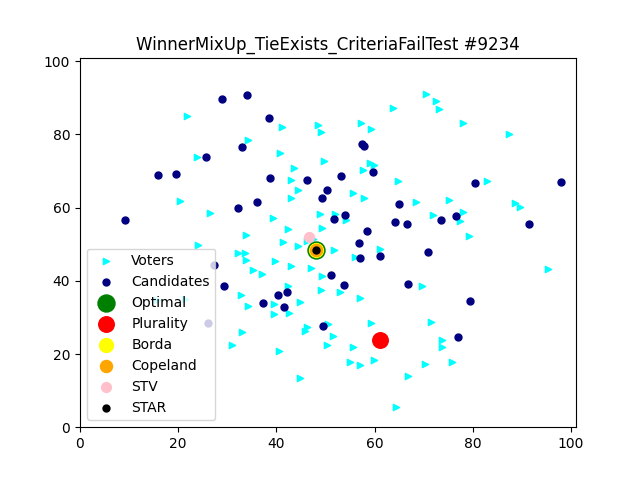 WinnerMixUp_TieExists_CriteriaFailTest #9234
100
80
60
40
20
0
Voters
Candidates
Optimal
Plurality
Borda
Copeland
STV
STAR
0 20 40 60 80 100